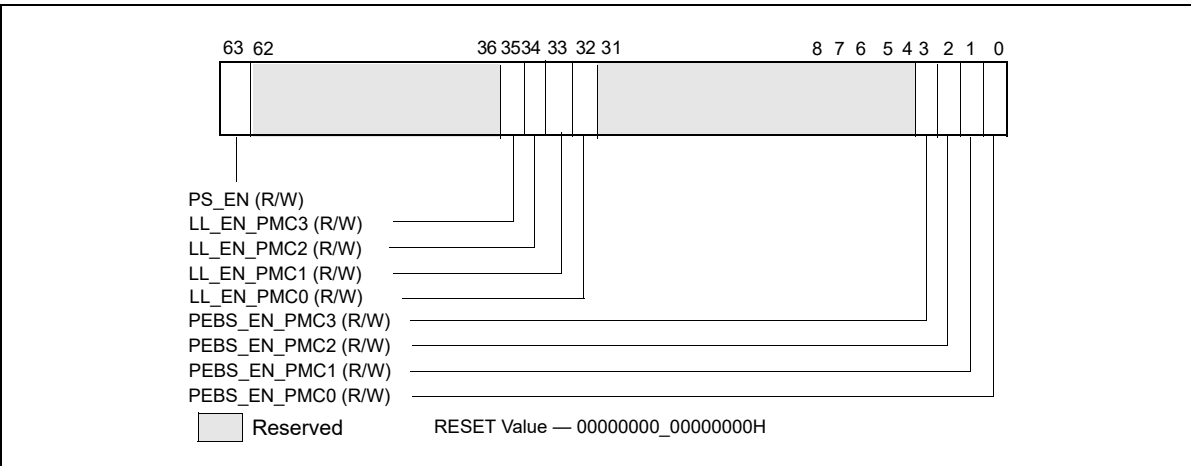 63 62 36 35 34 33 32 31 8 7 6 5 4 3 2 1 0
PS_EN (R/W)
LL_EN_PMC3 (R/W)
LL_EN_PMC2 (R/W)
LL_EN_PMC1 (R/W)
LL_EN_PMC0 (R/W)
PEBS_EN_PMC3 (R/W)
PEBS_EN_PMC2 (R/W)
PEBS_EN_PMC1 (R/W)
PEBS_EN_PMC0 (R/W)
Reserved RESET Value — 00000000_00000000H